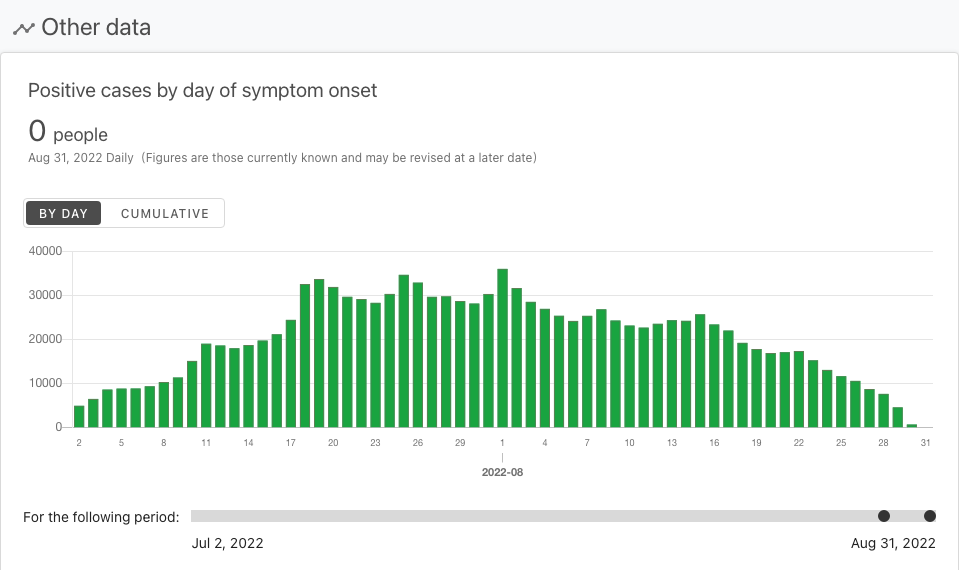 Other data
Positive cases by day of symptom onset
0 people
Aug 31, 2022 Daily (Figures are those currently known and may be revised at a later date)
BY DAY CUMULATIVE
40000
30000
20000
10000
0
2 5 8 11 14 17 20 23 26 29 1 4 7 10 13 16 19 22 25 28 31
2022-08
For the following period:
Jul 2, 2022 Aug 31, 2022